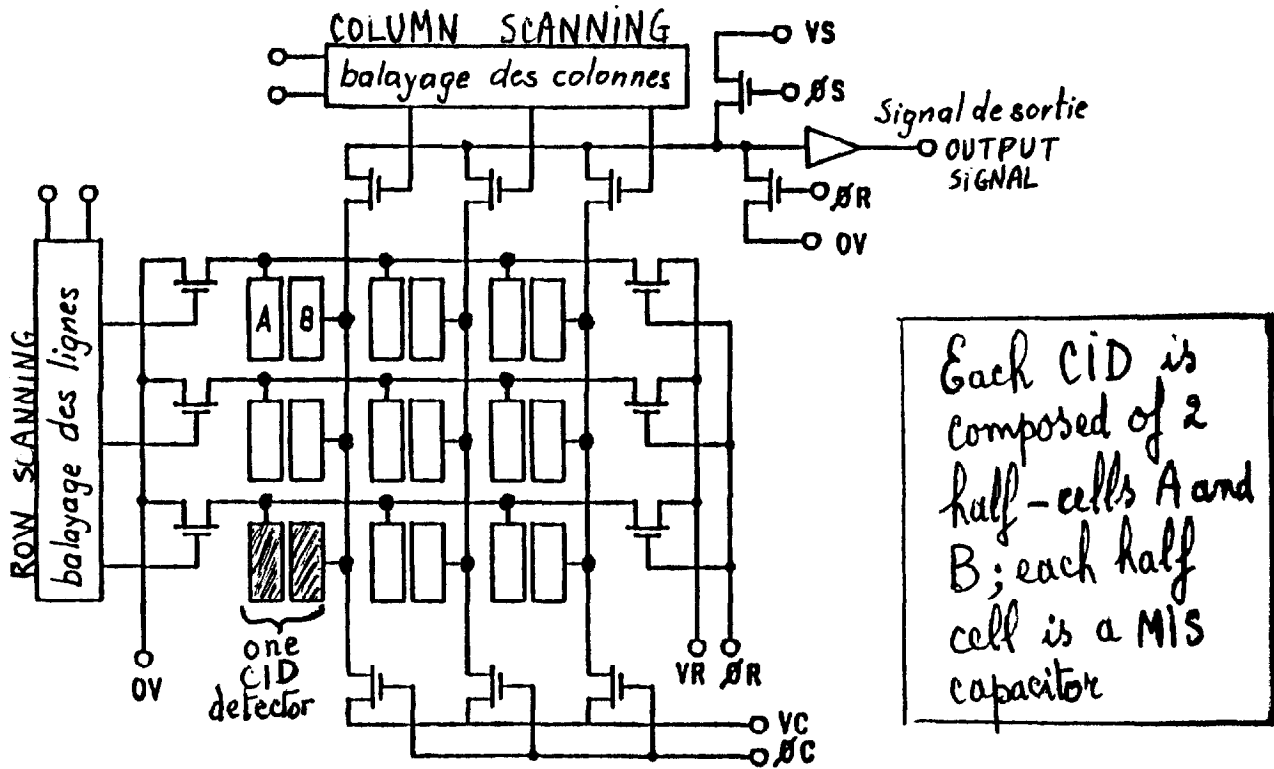 COLUMN SCANNING
balayage des colonnes
VS
ØS
Signal de sortie
OUTPUT
SIGNAL
ØR
0V
ROW SCANNING
balayage des lignes
A B
one
CID
detector
0V
VR ØR
VC
ØC
Each CID is
composed of 2
half-cells A and
B; each half
cell is a MIS
capacitor